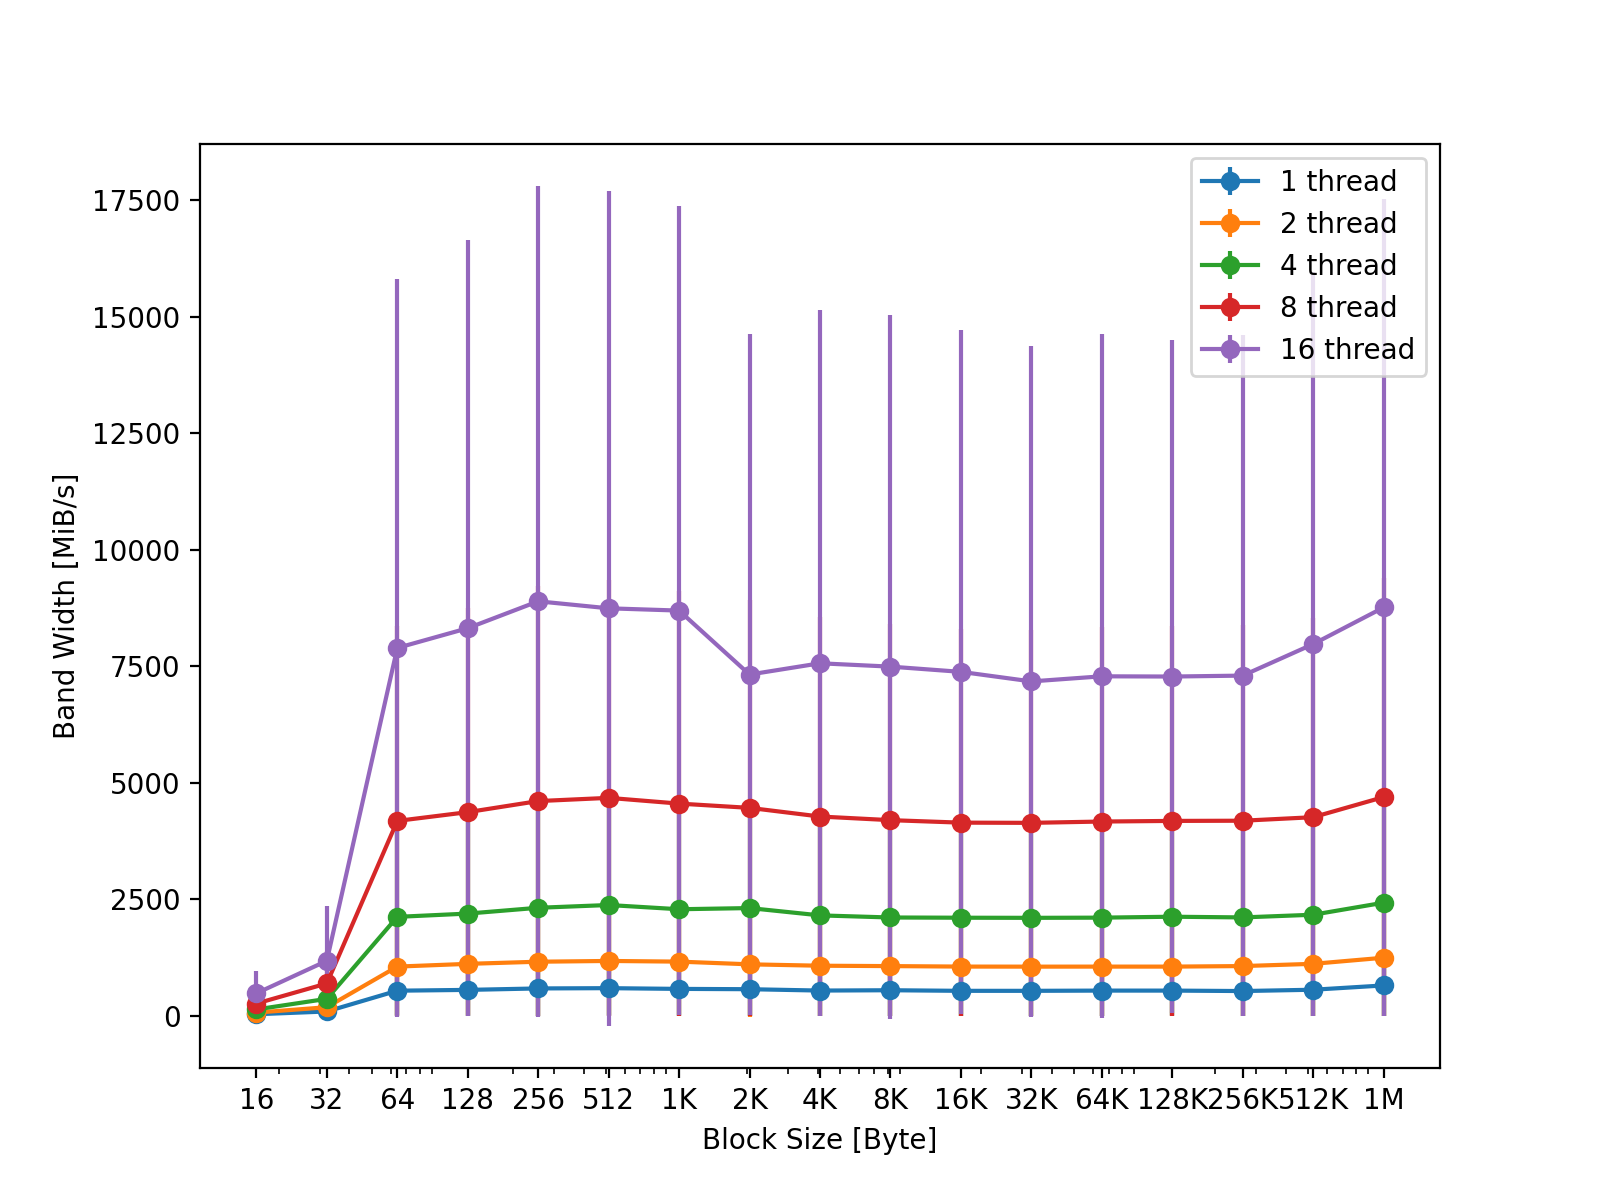 17500
15000
12500
10000
7500
5000
2500
0
Band Width [MiB/s]
1 thread
2 thread
4 thread
8 thread
16 thread
16 32 64 128 256 512 1K 2K 4K 8K 16K 32K 64K 128K 256K 512K 1M
Block Size [Byte]